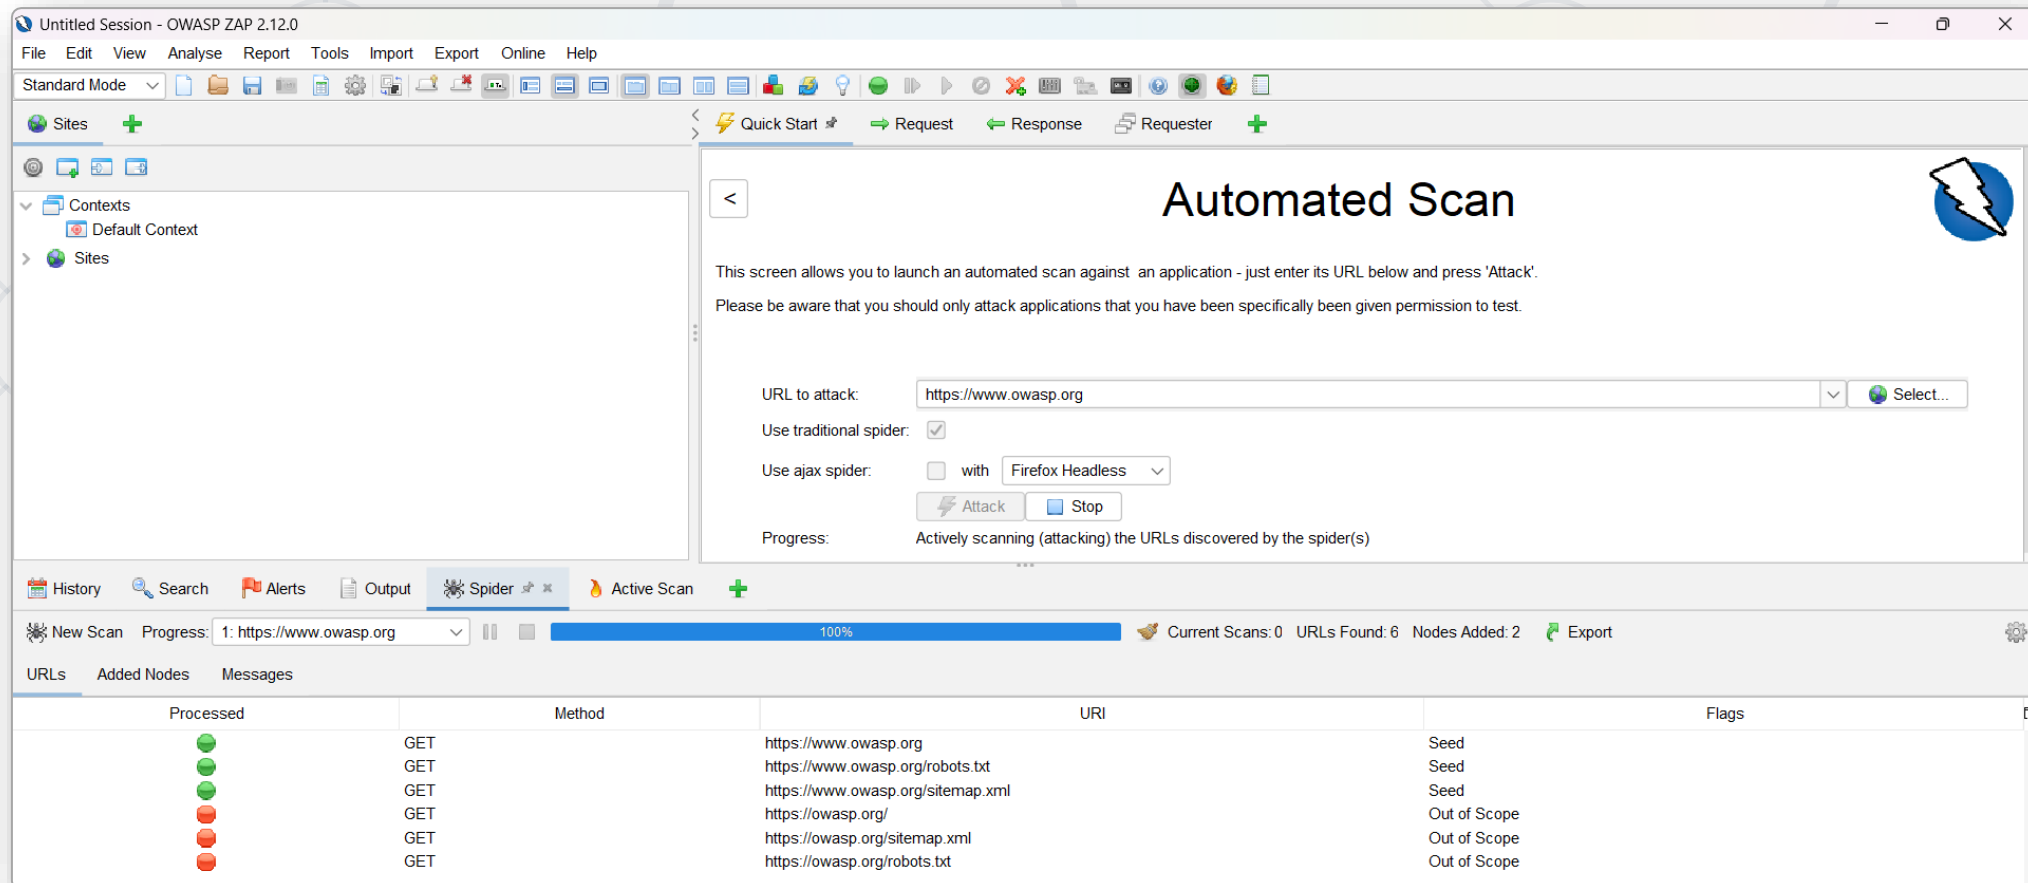 Untitled Session - OWASP ZAP 2.12.0
File Edit View Analyse Report Tools Import Export Online Help
Standard Mode
Sites
Quick Start Request Response Requester
Contexts
Default Context
Sites
<
Automated Scan
This screen allows you to launch an automated scan against  an application - just enter its URL below and press 'Attack'.
Please be aware that you should only attack applications that you have been specifically been given permission to test.
URL to attack: https://www.owasp.org Select...
Use traditional spider:
Use ajax spider: with Firefox Headless
Attack Stop
Progress: Actively scanning (attacking) the URLs discovered by the spider(s)
History Search Alerts Output Spider Active Scan
New Scan Progress: 1: https://www.owasp.org 100% Current Scans: 0 URLs Found: 6 Nodes Added: 2 Export
URLs Added Nodes Messages
Processed Method URI Flags
GET https://www.owasp.org Seed
GET https://www.owasp.org/robots.txt Seed
GET https://www.owasp.org/sitemap.xml Seed
GET https://owasp.org/ Out of Scope
GET https://owasp.org/sitemap.xml Out of Scope
GET https://owasp.org/robots.txt Out of Scope